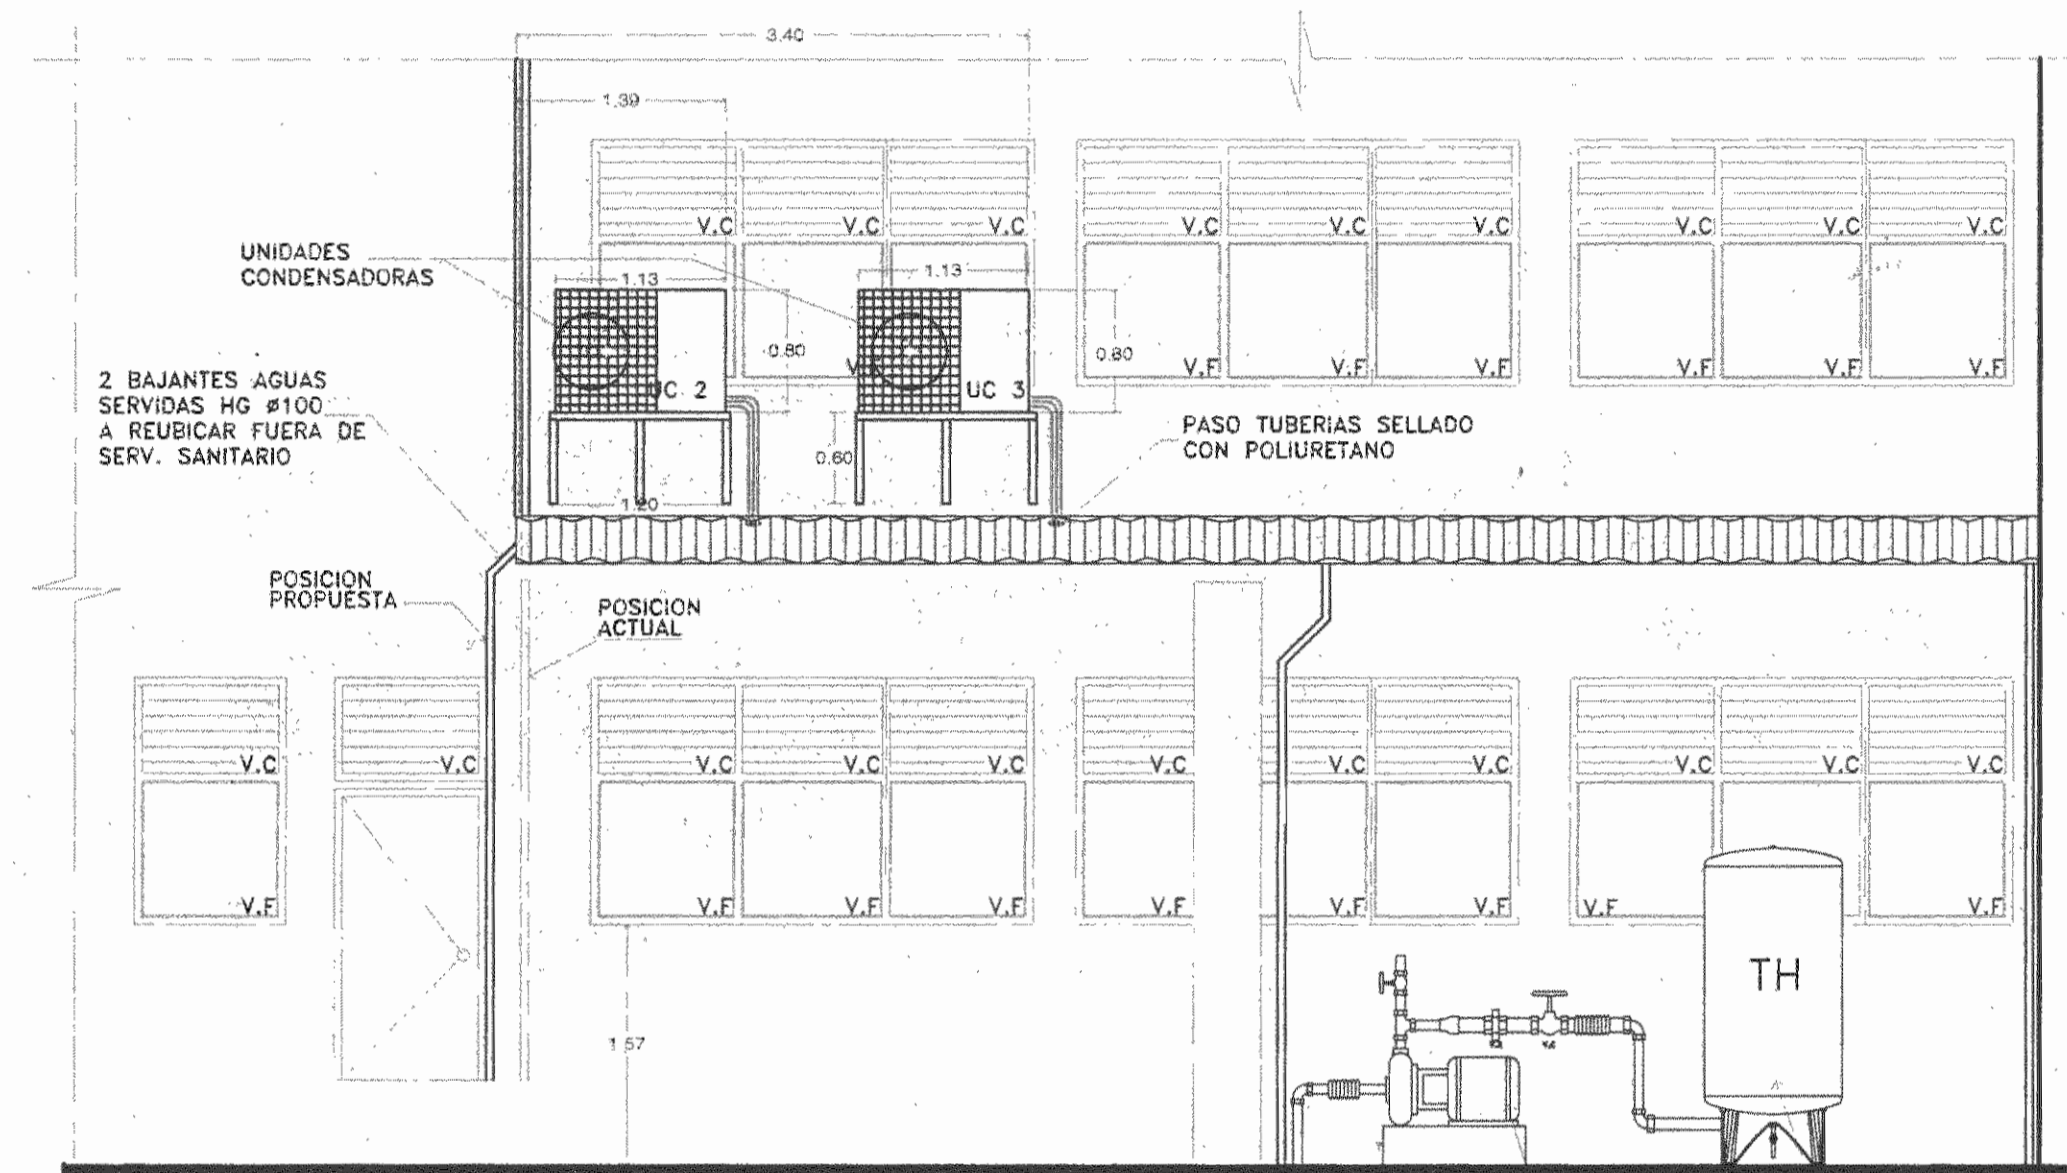 3.40
1.39
V.C V.C V.C V.C V.C V.C V.C V.C V.C
UNIDADES
CONDENSADORAS
1.13 1.13
0.80 0.80
V.F V.F V.F V.F V.F V.F
UC 2 UC 3
2 BAJANTES AGUAS
SERVIDAS HG Ø100
A REUBICAR FUERA DE
SERV. SANITARIO
PASO TUBERIAS SELLADO
CON POLIURETANO
0.60
1.20
POSICION
PROPUESTA
POSICION
ACTUAL
V.C V.C V.C V.C V.C V.C V.C V.C V.C V.C V.C
V.F V.F V.F V.F V.F V.F V.F V.F V.F
TH
1.57